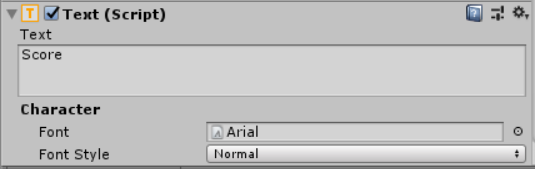 Text (Script)
Text
Score
Character
Font Arial
Font Style Normal